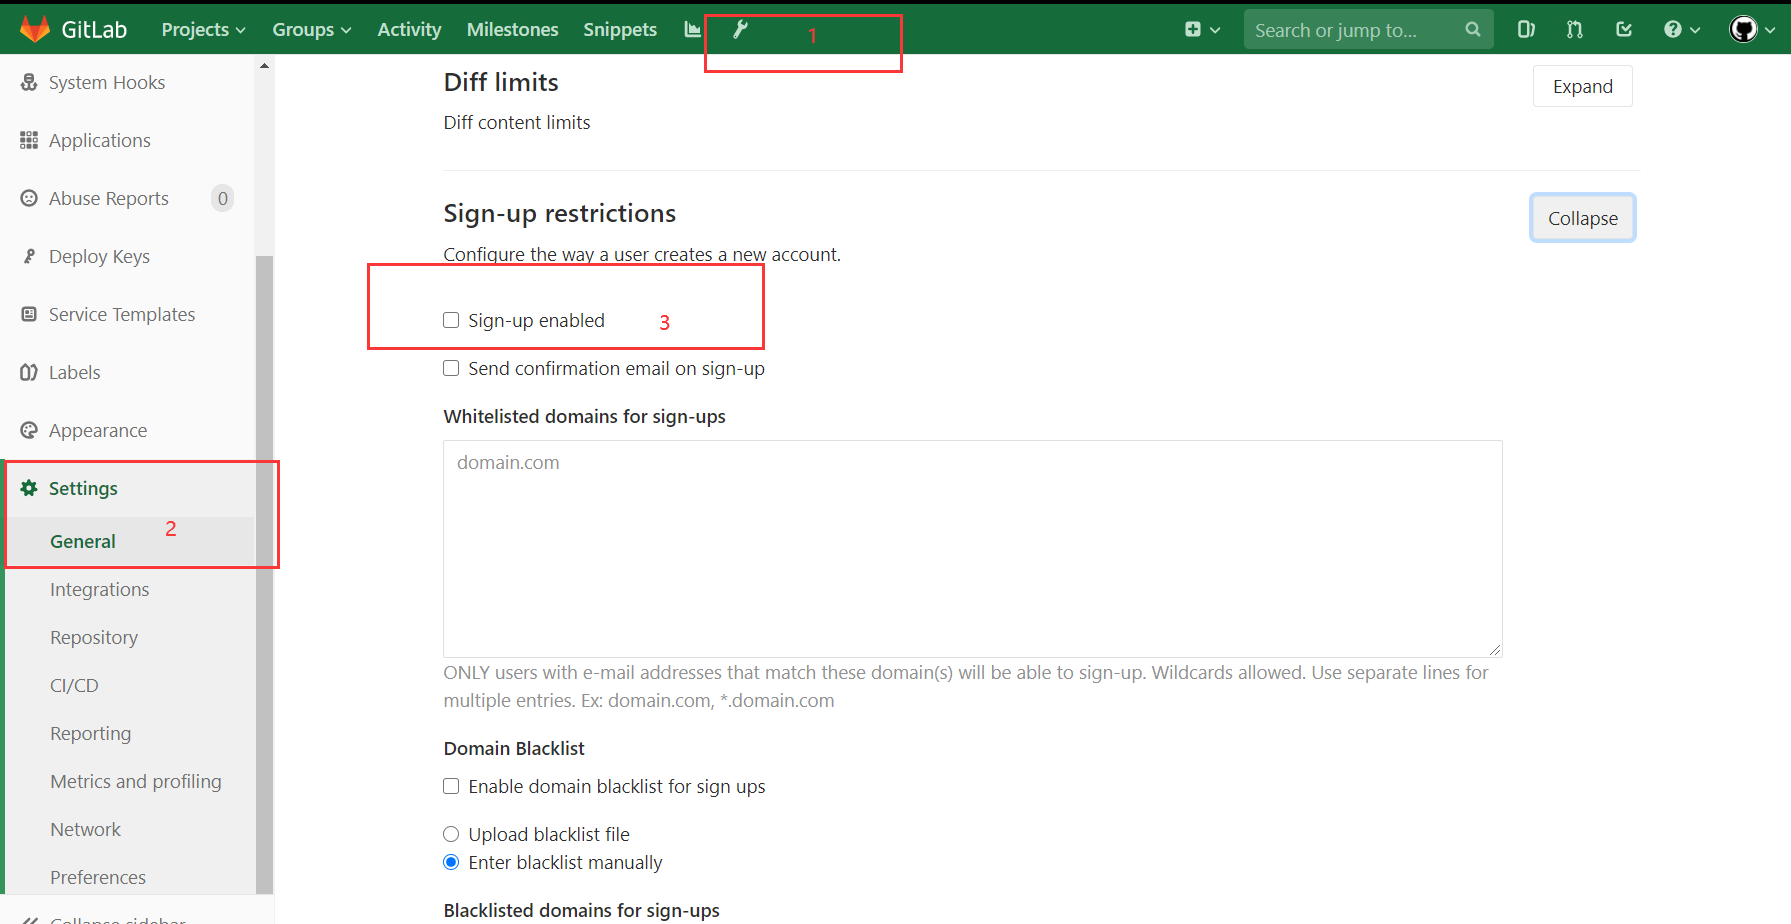 GitLab Projects Groups Activity Milestones Snippets 1 Search or jump to...
System Hooks
Applications
Abuse Reports 0
Deploy Keys
Service Templates
Labels
Appearance
Settings
General 2
Integrations
Repository
CI/CD
Reporting
Metrics and profiling
Network
Preferences
Collapse sidebar
Diff limits
Expand
Diff content limits
Sign-up restrictions
Collapse
Configure the way a user creates a new account.
Sign-up enabled 3
Send confirmation email on sign-up
Whitelisted domains for sign-ups
domain.com
ONLY users with e-mail addresses that match these domain(s) will be able to sign-up. Wildcards allowed. Use separate lines for
multiple entries. Ex: domain.com, *.domain.com
Domain Blacklist
Enable domain blacklist for sign ups
Upload blacklist file
Enter blacklist manually
Blacklisted domains for sign-ups